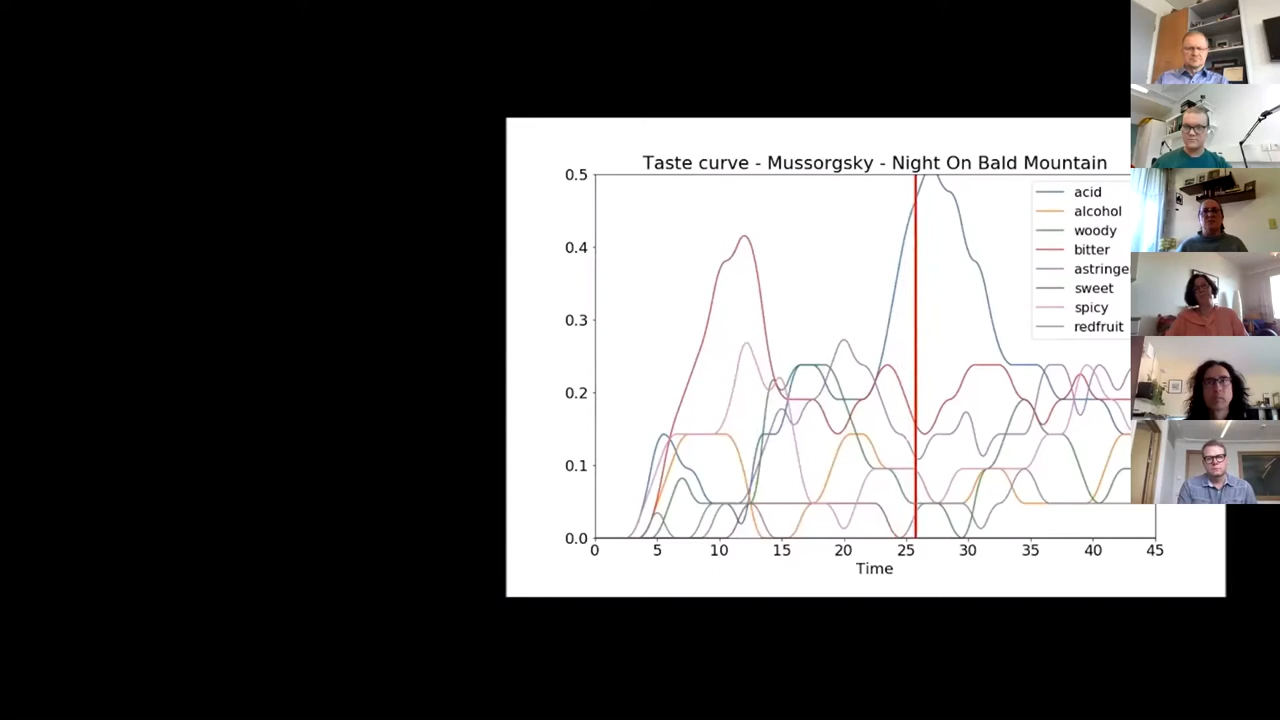 Taste curve - Mussorgsky - Night On Bald Mountain
0.5
0.4
0.3
0.2
0.1
0.0
acid
alcohol
woody
bitter
astringe
sweet
spicy
redfruit
0 5 10 15 20 25 30 35 40 45
Time